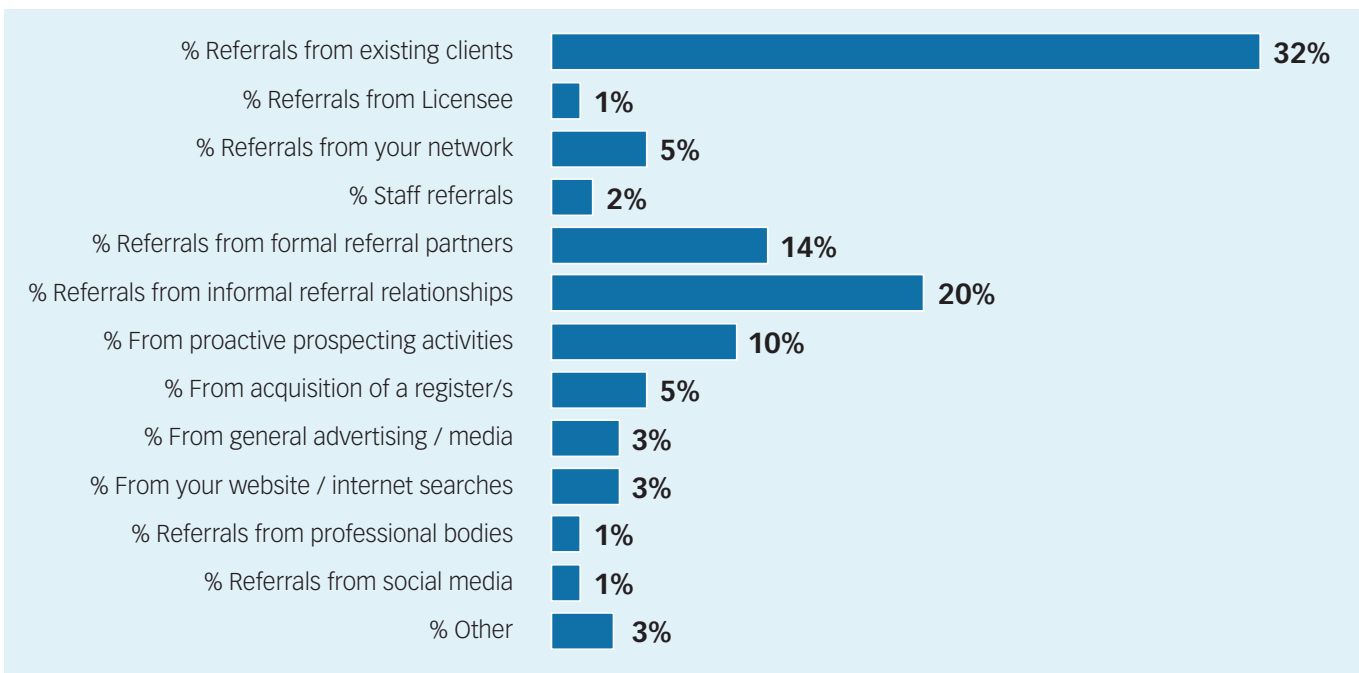 % Referrals from existing clients 32%
% Referrals from Licensee 1%
% Referrals from your network 5%
% Staff referrals 2%
% Referrals from formal referral partners 14%
% Referrals from informal referral relationships 20%
% From proactive prospecting activities 10%
% From acquisition of a register/s 5%
% From general advertising / media 3%
% From your website / internet searches 3%
% Referrals from professional bodies 1%
% Referrals from social media 1%
% Other 3%